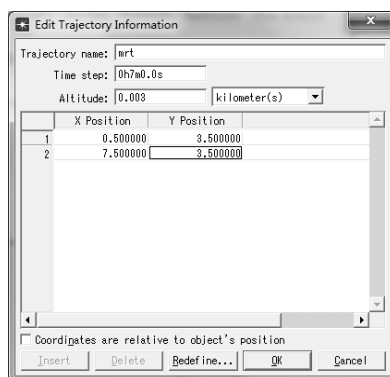 Edit Trajectory Information
x
Trajectory name: mrt
Time step: 0h7m0.0s
Altitude: 0.003 kilometer(s)
X Position Y Position
1 0.500000 3.500000
2 7.500000 3.500000
Coordinates are relative to object's position
Insert Delete Redefine... OK Cancel